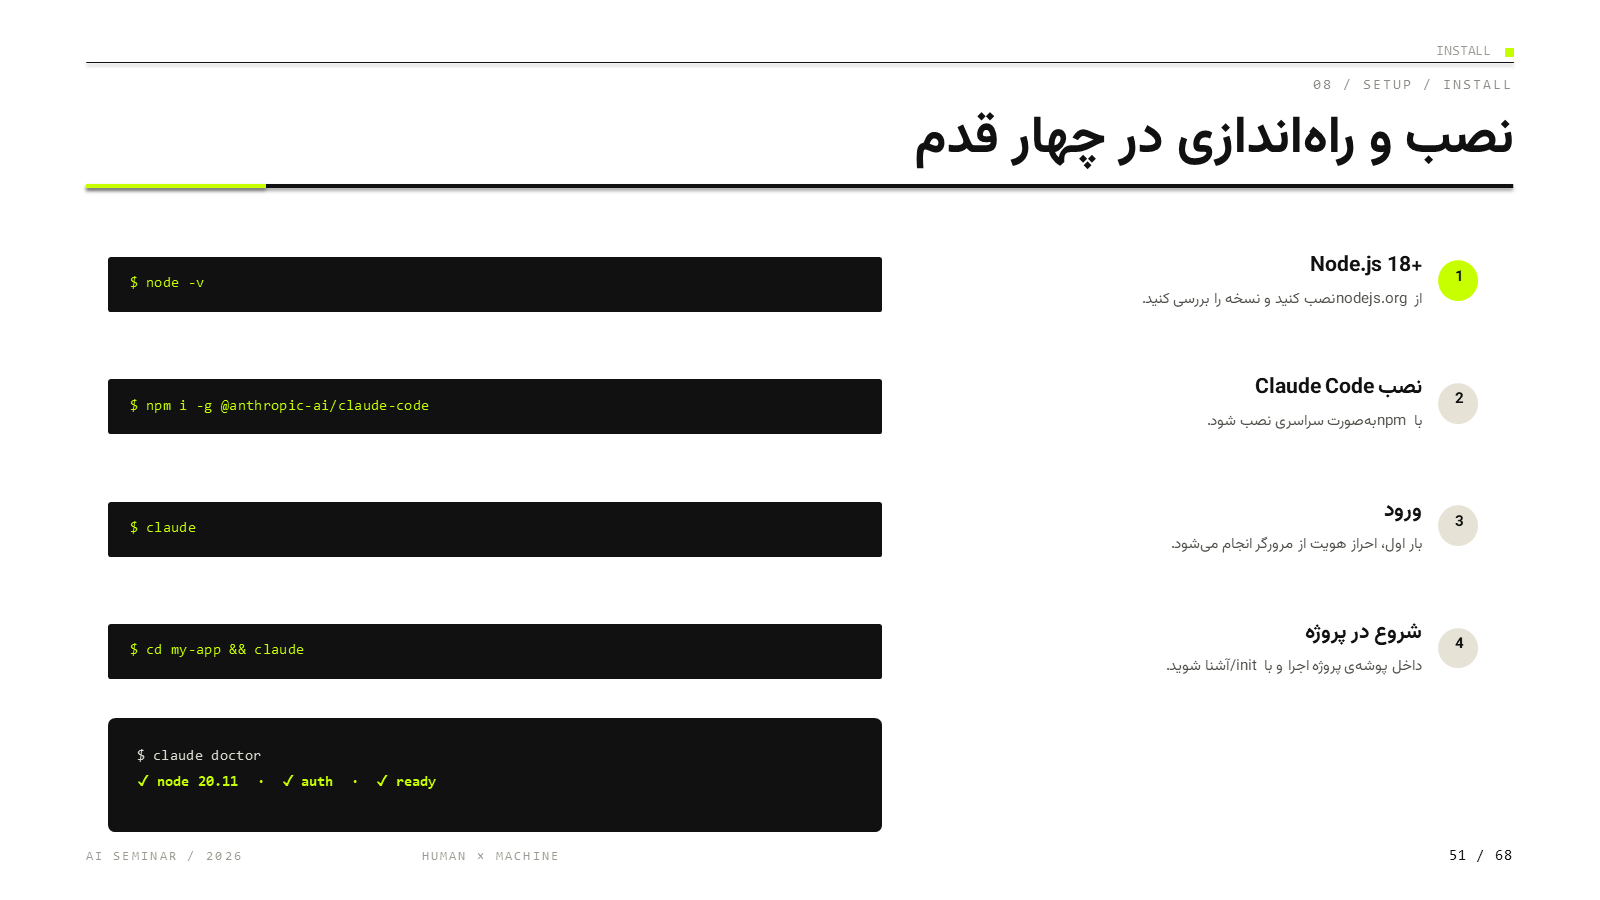 INSTALL
08 / SETUP / INSTALL
نصب و راه‌اندازی در چهار قدم
1
Node.js 18+
از nodejs.org نصب کنید و نسخه را بررسی کنید.
$ node -v
2
نصب Claude Code
با npm به‌صورت سراسری نصب شود.
$ npm i -g @anthropic-ai/claude-code
3
ورود
بار اول، احراز هویت از مرورگر انجام می‌شود.
$ claude
4
شروع در پروژه
داخل پوشه‌ی پروژه اجرا و با /init آشنا شوید.
$ cd my-app && claude
$ claude doctor
✓ node 20.11 · ✓ auth · ✓ ready
AI SEMINAR / 2026
HUMAN × MACHINE
51 / 68